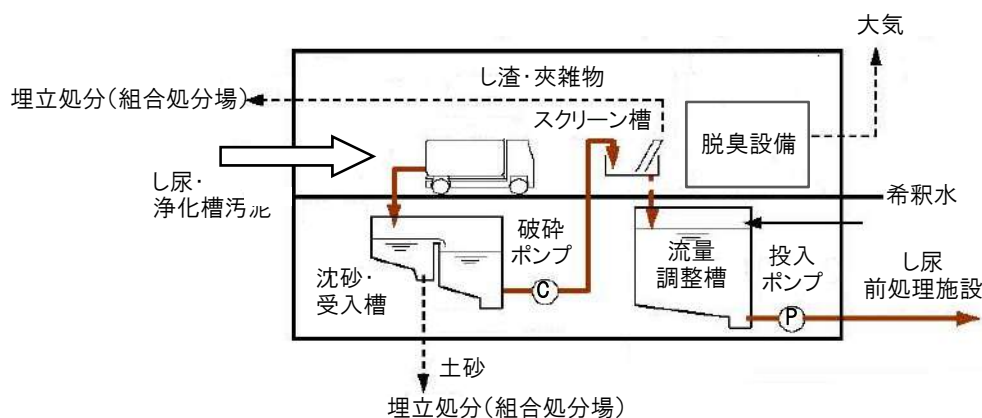 大気
し渣・夾雑物
埋立処分(組合処分場)
スクリーン槽
脱臭設備
し尿・
浄化槽汚泥
希釈水
破砕
ポンプ
C
流量
調整槽
投入
ポンプ
P
し尿
前処理施設
沈砂・
受入槽
土砂
埋立処分(組合処分場)